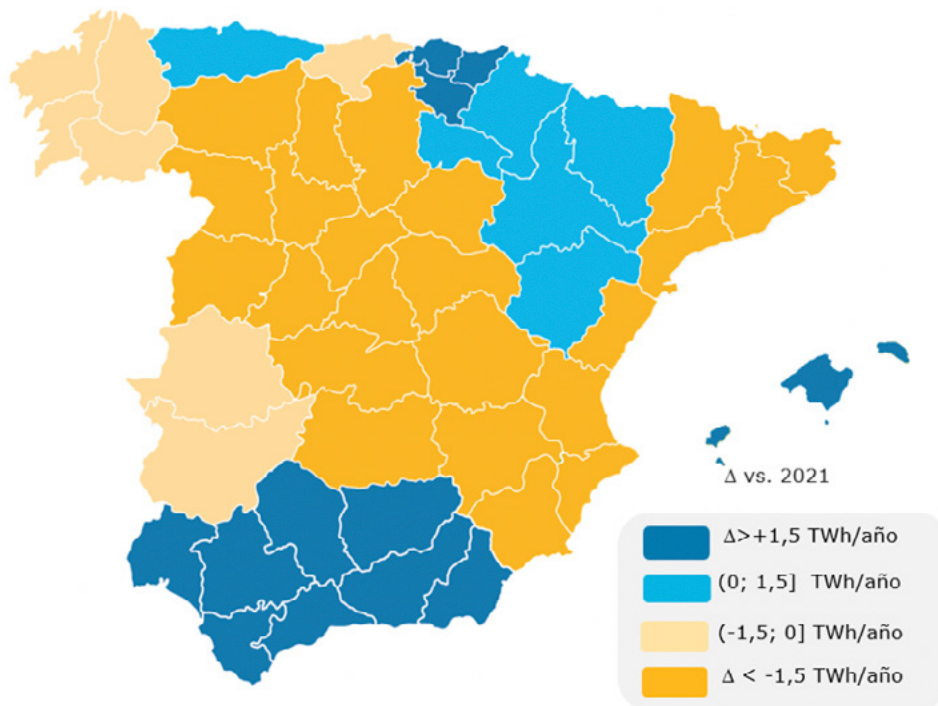 Δ vs. 2021
Δ>+1,5 TWh/año
(0; 1,5] TWh/año
(-1,5; 0] TWh/año
Δ < -1,5 TWh/año